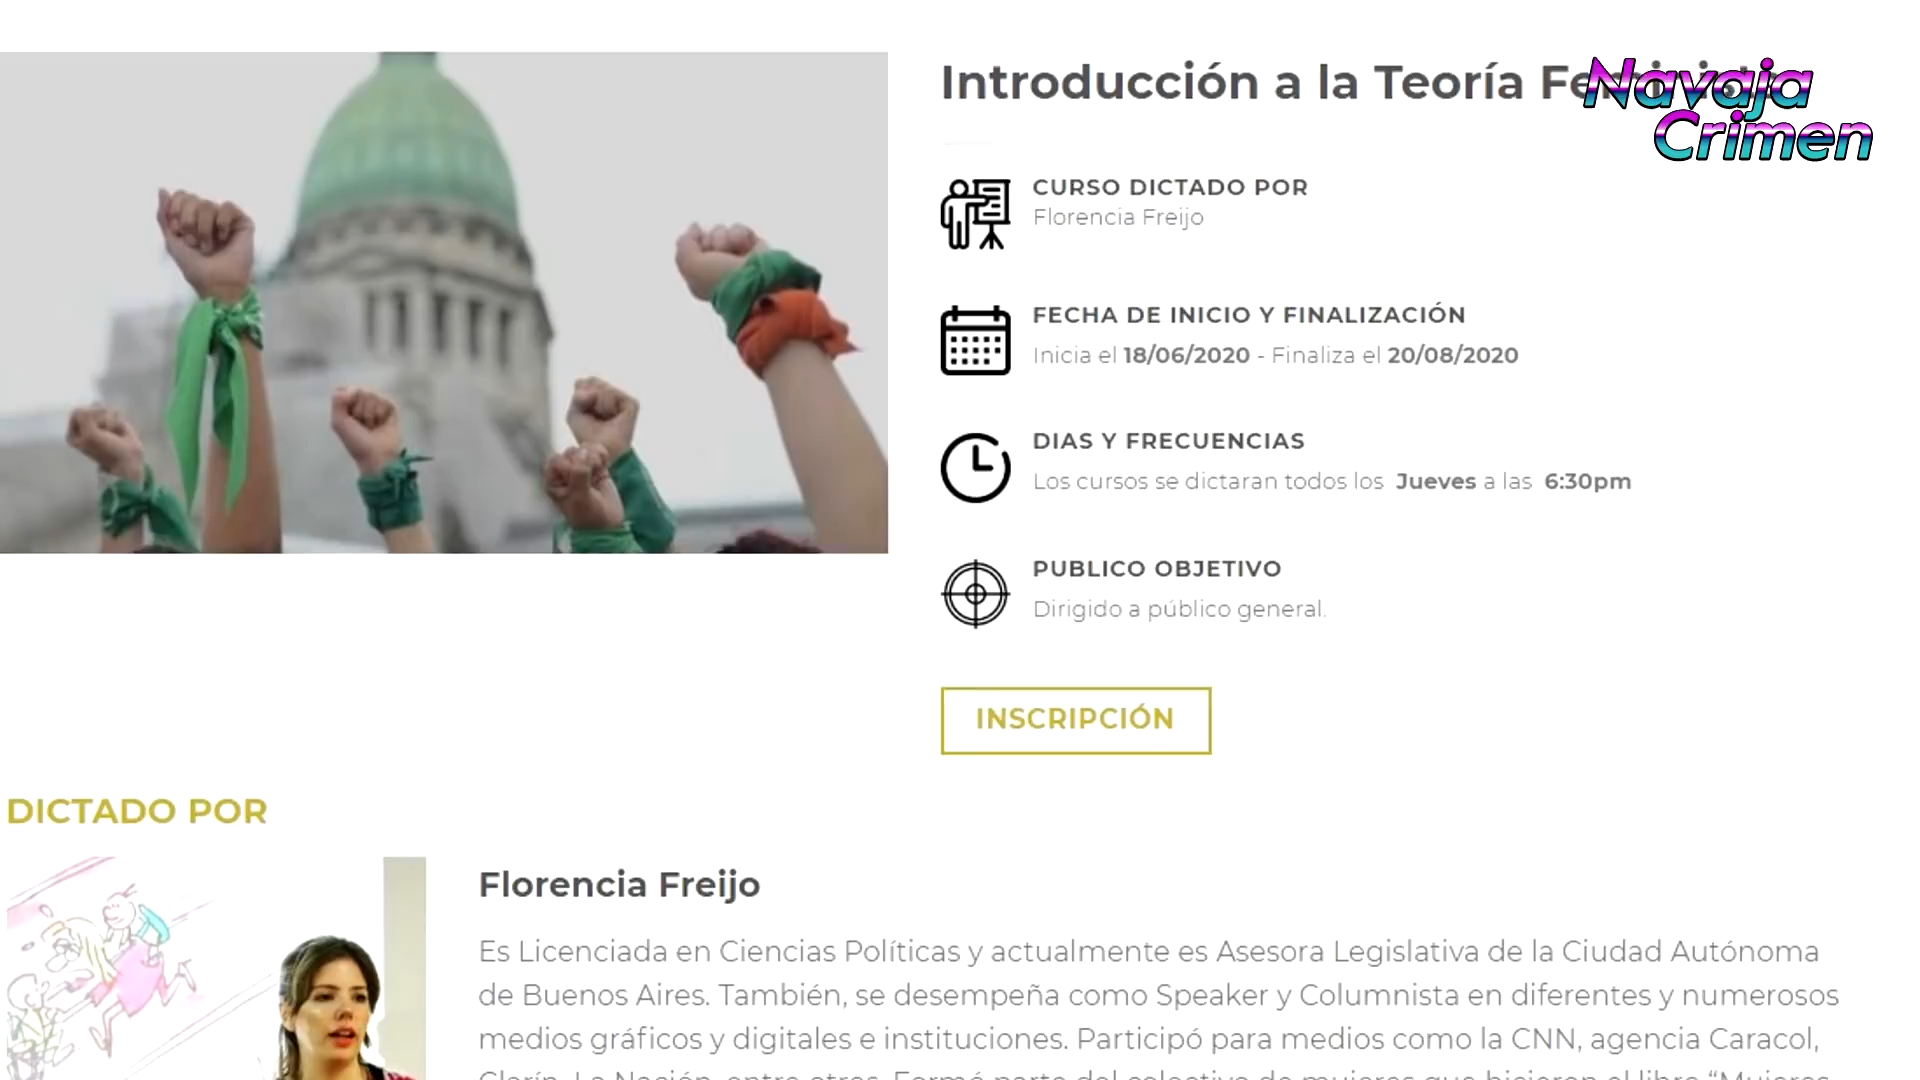 Introducción a la Teoría
Navaja
Crimen
CURSO DICTADO POR
Florencia Freijo
FECHA DE INICIO Y FINALIZACIÓN
Inicia el 18/06/2020 - Finaliza el 20/08/2020
DIAS Y FRECUENCIAS
Los cursos se dictaran todos los Jueves a las 6:30pm
PUBLICO OBJETIVO
Dirigido a público general.
INSCRIPCIÓN
DICTADO POR
Florencia Freijo
Es Licenciada en Ciencias Políticas y actualmente es Asesora Legislativa de la Ciudad Autónoma
de Buenos Aires. También, se desempeña como Speaker y Columnista en diferentes y numerosos
medios gráficos y digitales e instituciones. Participó para medios como la CNN, agencia Caracol,